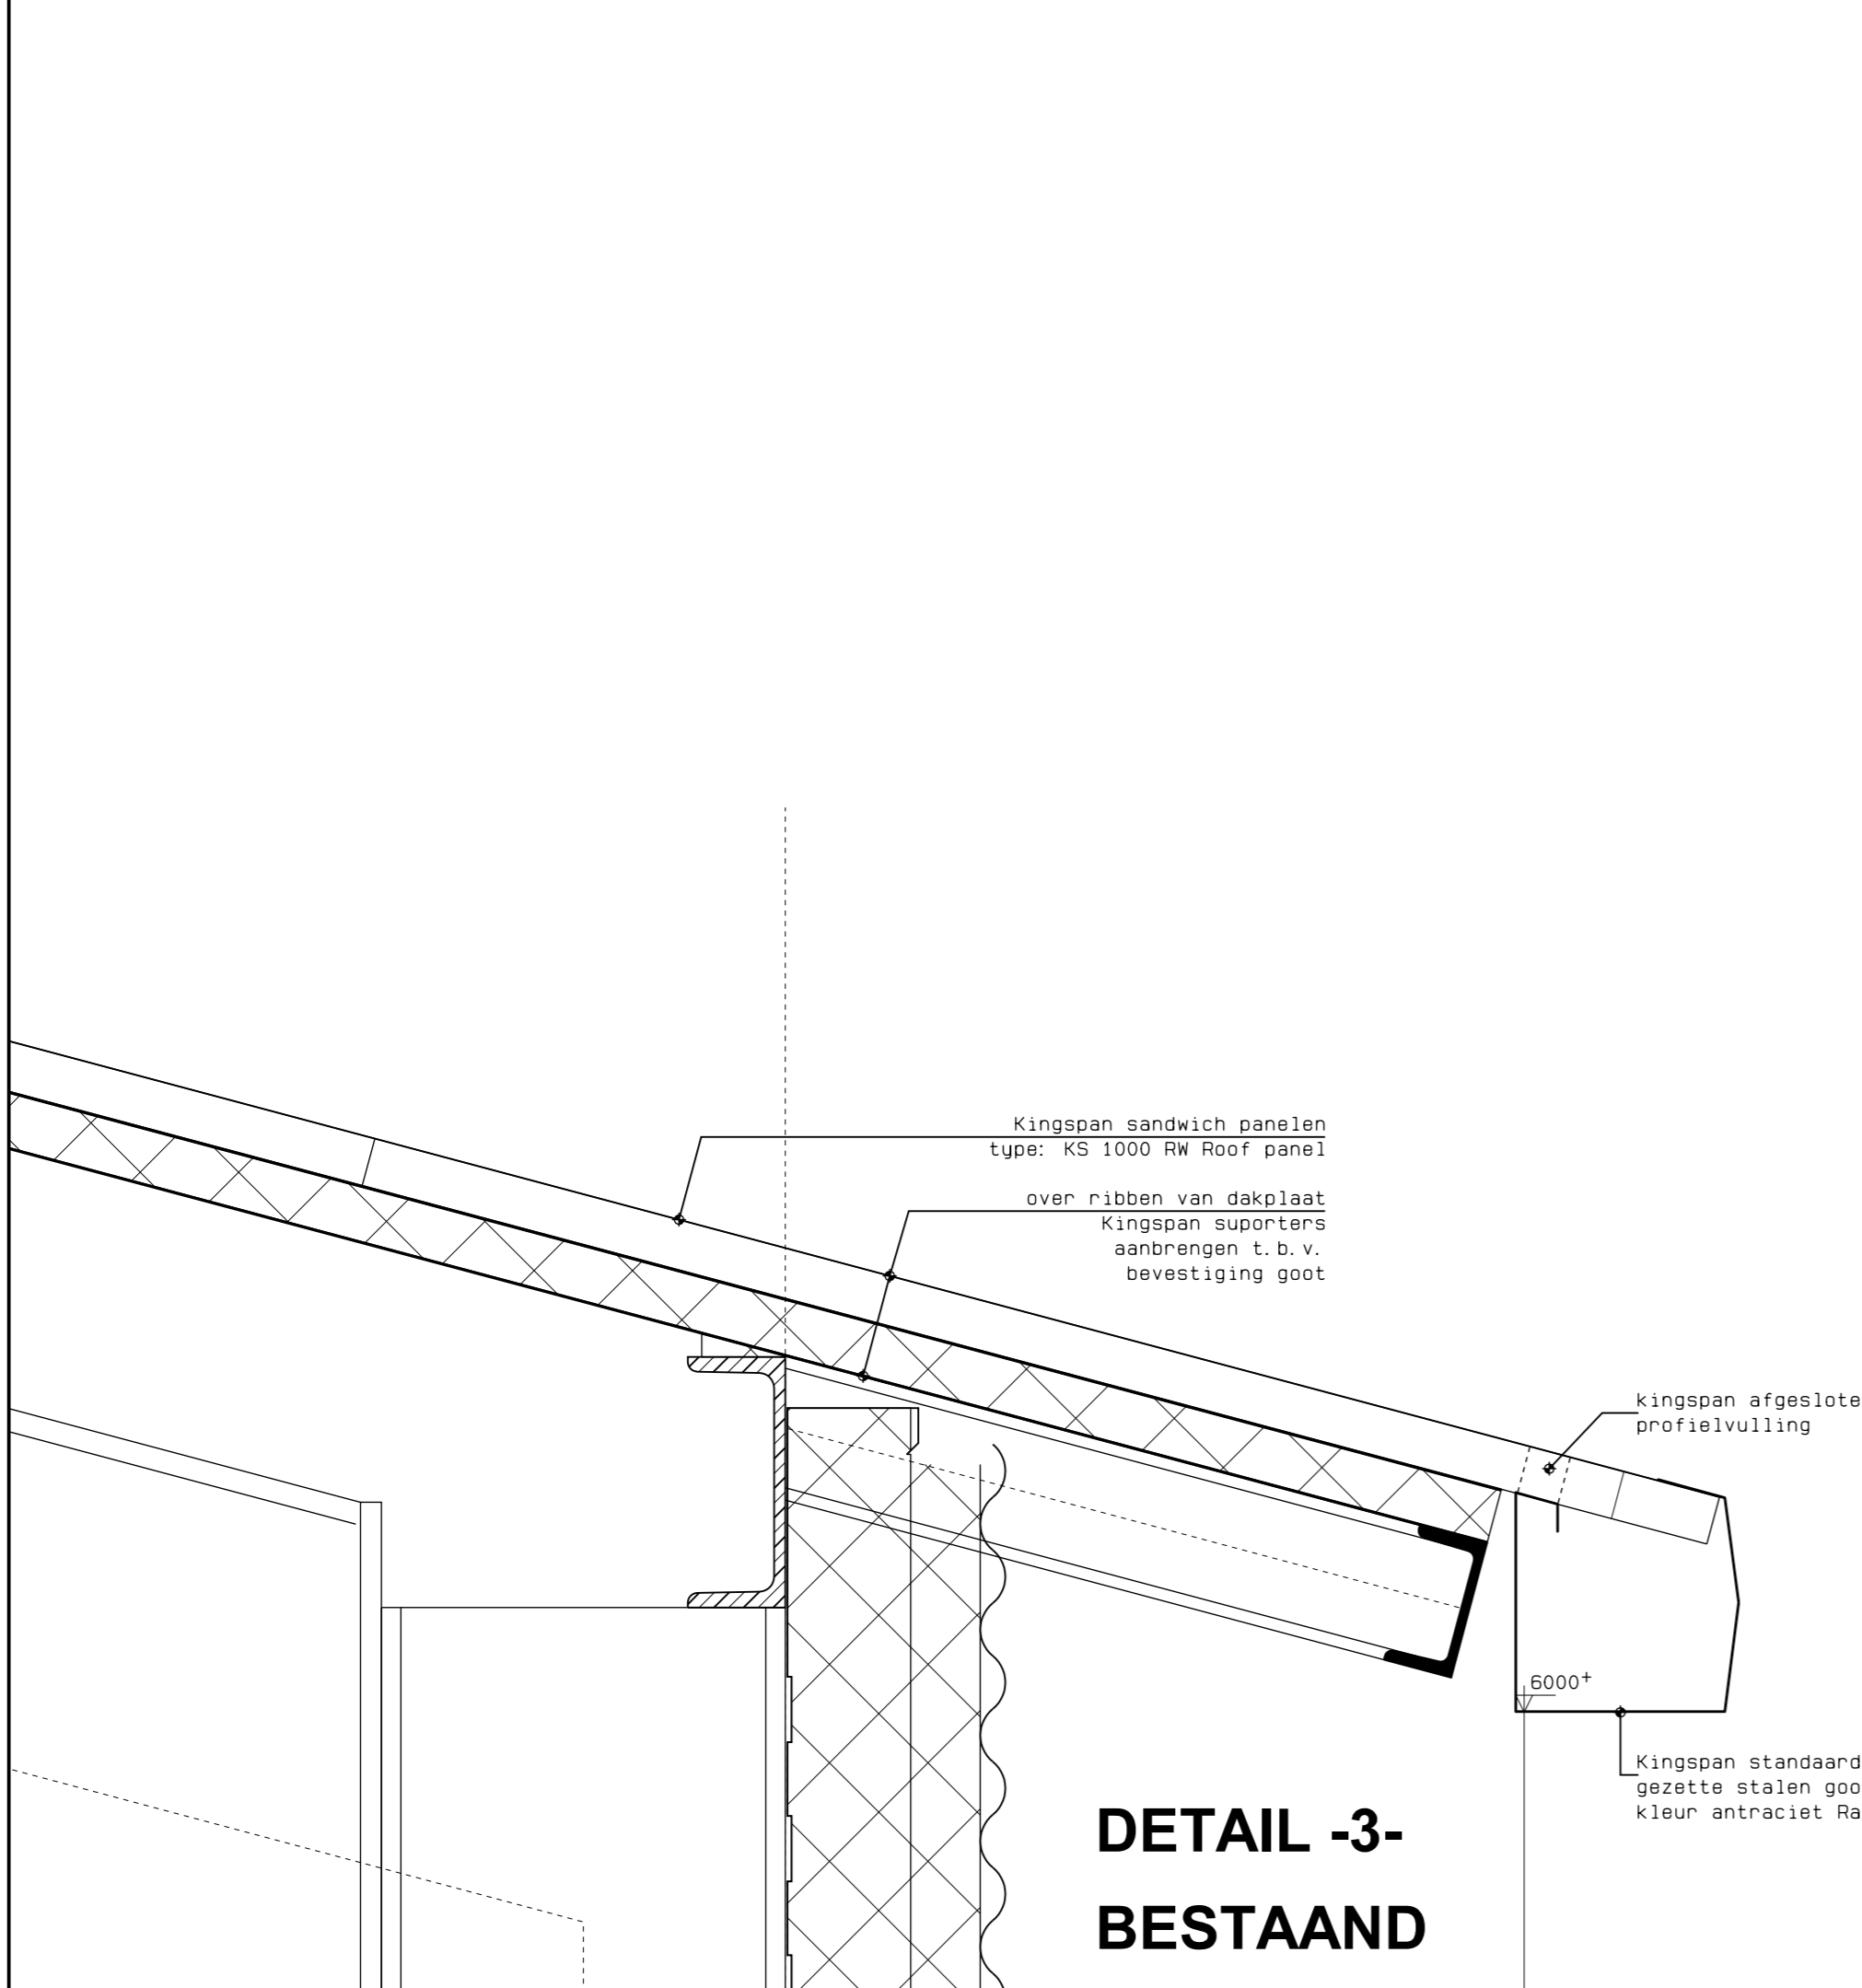 Kingspan sandwich panelen
type: KS 1000 RW Roof panel
over ribben van dakplaat
Kingspan suporters
aanbrengen t.b.v.
bevestiging goot
kingspan afgeslote
profielvulling
6000+
Kingspan standaard
gezette stalen goo
kleur antraciet Ra
DETAIL -3-
BESTAAND